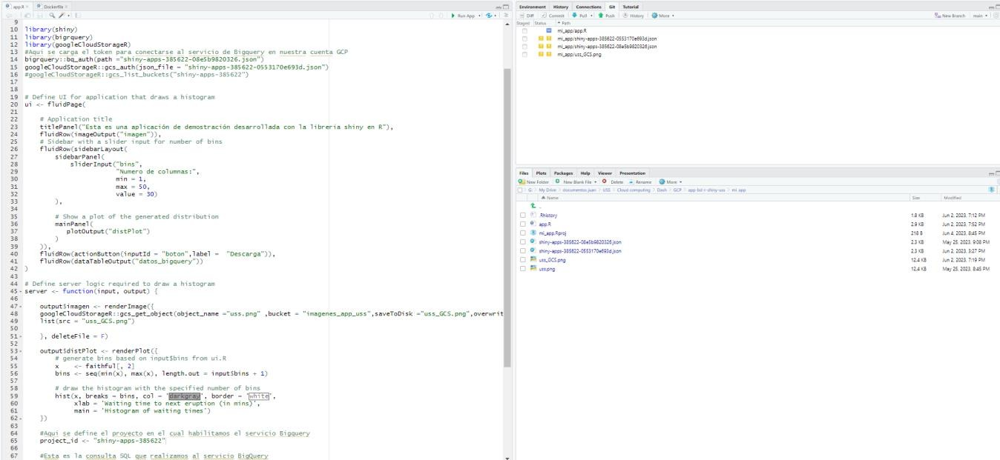 app.R
Dockerfile
Run App
9
10 library(shiny)
11 library(bigrquery)
12 library(googleCloudStorageR)
13 #Aqui se carga el token para conectarse al servicio de Bigquery en nuestra cuenta GCP
14 bigrquery::bq_auth(path ="shiny-apps-385622-08e5b9820326.json")
15 googleCloudStorageR::gcs_auth(json_file = "shiny-apps-385622-0553170e693d.json")
16 #googleCloudStorageR::gcs_list_buckets("shiny-apps-385622")
17
18
19 # Define UI for application that draws a histogram
20 ui <- fluidPage(
21
22 # Application title
23 titlePanel("Esta es una aplicación de demostración desarrollada con la libreria shiny en R"),
24 fluidRow(imageOutput("imagen")),
25 # Sidebar with a slider input for number of bins
26 fluidRow(sidebarLayout(
27 sidebarPanel(
28 sliderInput("bins",
29 "Numero de columnas:",
30 min = 1,
31 max = 50,
32 value = 30)
33 ),
34
35 # Show a plot of the generated distribution
36 mainPanel(
37 plotOutput("distPlot")
38 )
39 )),
40 fluidRow(actionButton(inputId = "boton",label = "Descarga")),
41 fluidRow(dataTableOutput("datos_bigquery"))
42 )
43
44 # Define server logic required to draw a histogram
45 server <- function(input, output) {
46
47 output$imagen <- renderImage({
48 googleCloudStorageR::gcs_get_object(object_name ="uss.png" ,bucket = "imagenes_app_uss",saveToDisk ="uss_GCS.png",overwrit
49 list(src = "uss_GCS.png")
50
51 }, deleteFile = F)
52
53 output$distPlot <- renderPlot({
54 # generate bins based on input$bins from ui.R
55 x <- faithful[, 2]
56 bins <- seq(min(x), max(x), length.out = input$bins + 1)
57
58 # draw the histogram with the specified number of bins
59 hist(x, breaks = bins, col = 'darkgray', border = 'white',
60 xlab = 'Waiting time to next eruption (in mins)',
61 main = 'Histogram of waiting times')
62 })
63
64 #Aqui se define el proyecto en el cual habilitamos el servicio Bigquery
65 project_id <- "shiny-apps-385622"
66
67 #Esta es la consulta SQL que realizamos al servicio BigQuery
Environment History Connections Git Tutorial
Diff Commit Pull Push History More New Branch main
Staged Status Path
M mi_app/app.R
? ? mi_app/shiny-apps-385622-0553170e693d.json
? ? mi_app/shiny-apps-385622-08e5b9820326.json
? ? mi_app/uss_GCS.png
Files Plots Packages Help Viewer Presentation
New Folder New Blank File Delete Rename More
G: My Drive documentos juan USS Cloud computing Dash GCP app-bd-r-shiny-uss mi_app
Name Size Modified
..
.Rhistory 1.8 KB Jun 2, 2023, 7:12 PM
app.R 2.9 KB Jun 2, 2023, 7:52 PM
mi_app.Rproj 218 B Jun 4, 2023, 8:45 PM
shiny-apps-385622-08e5b9820326.json 2.3 KB May 25, 2023, 9:08 PM
shiny-apps-385622-0553170e693d.json 2.3 KB Jun 2, 2023, 3:27 PM
uss_GCS.png 12.4 KB Jun 2, 2023, 7:19 PM
uss.png 12.4 KB May 25, 2023, 8:45 PM